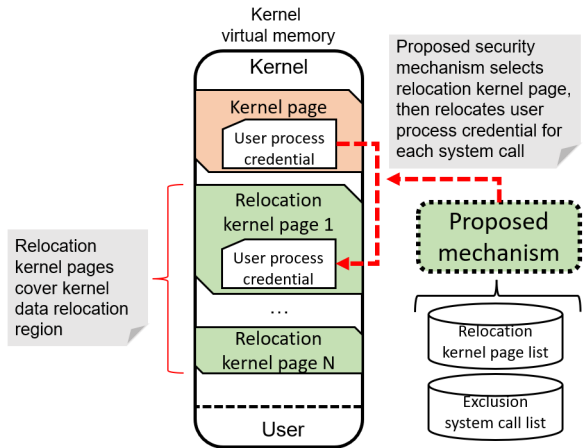 Kernel
virtual memory
Kernel
Kernel page
User process
credential
Relocation
kernel page 1
User process
credential
...
Relocation
kernel page N
User
Relocation
kernel pages
cover kernel
data relocation
region
Proposed security
mechanism selects
relocation kernel page,
then relocates user
process credential for
each system call
Proposed
mechanism
Relocation
kernel page list
Exclusion
system call list